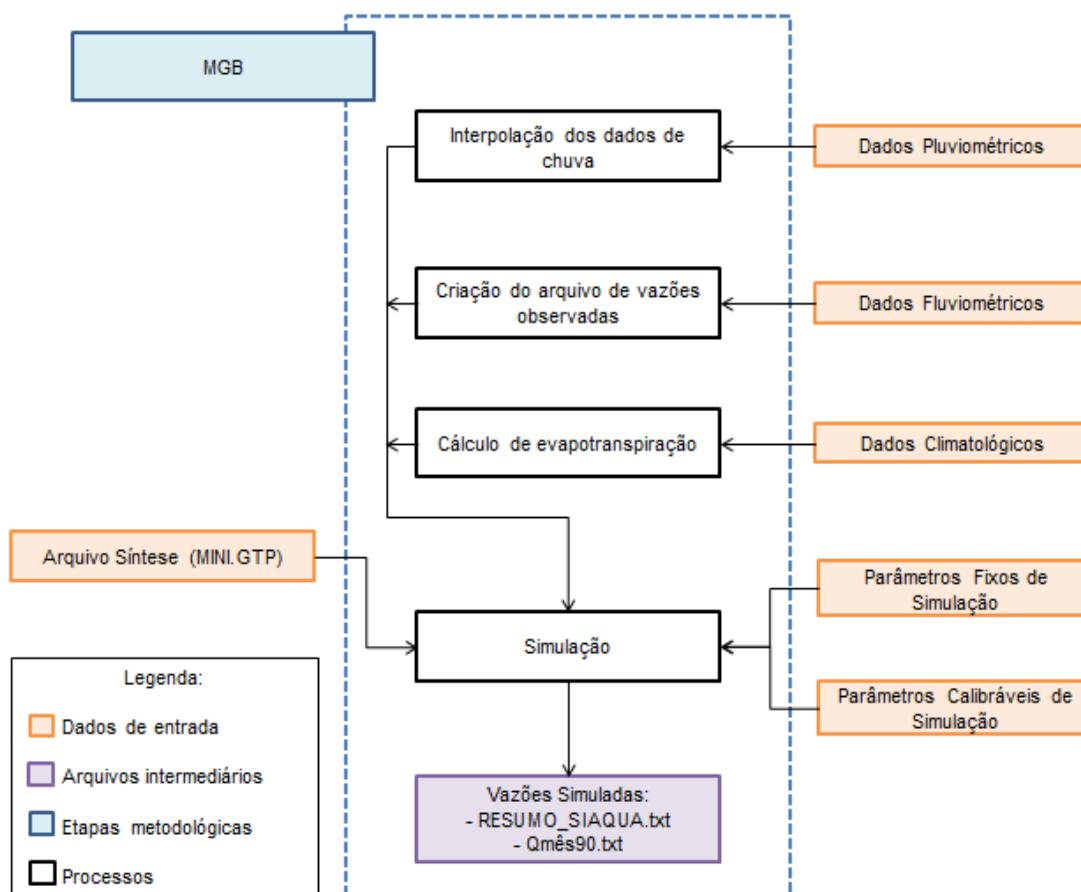 MGB
Interpolação dos dados de
chuva
Dados Pluviométricos
Criação do arquivo de vazões
observadas
Dados Fluviométricos
Cálculo de evapotranspiração
Dados Climatológicos
Arquivo Síntese (MINI.GTP)
Parâmetros Fixos de
Simulação
Simulação
Parâmetros Calibráveis de
Simulação
Vazões Simuladas:
- RESUMO_SIAQUA.txt
- Qmês90.txt
Legenda:
Dados de entrada
Arquivos intermediários
Etapas metodológicas
Processos